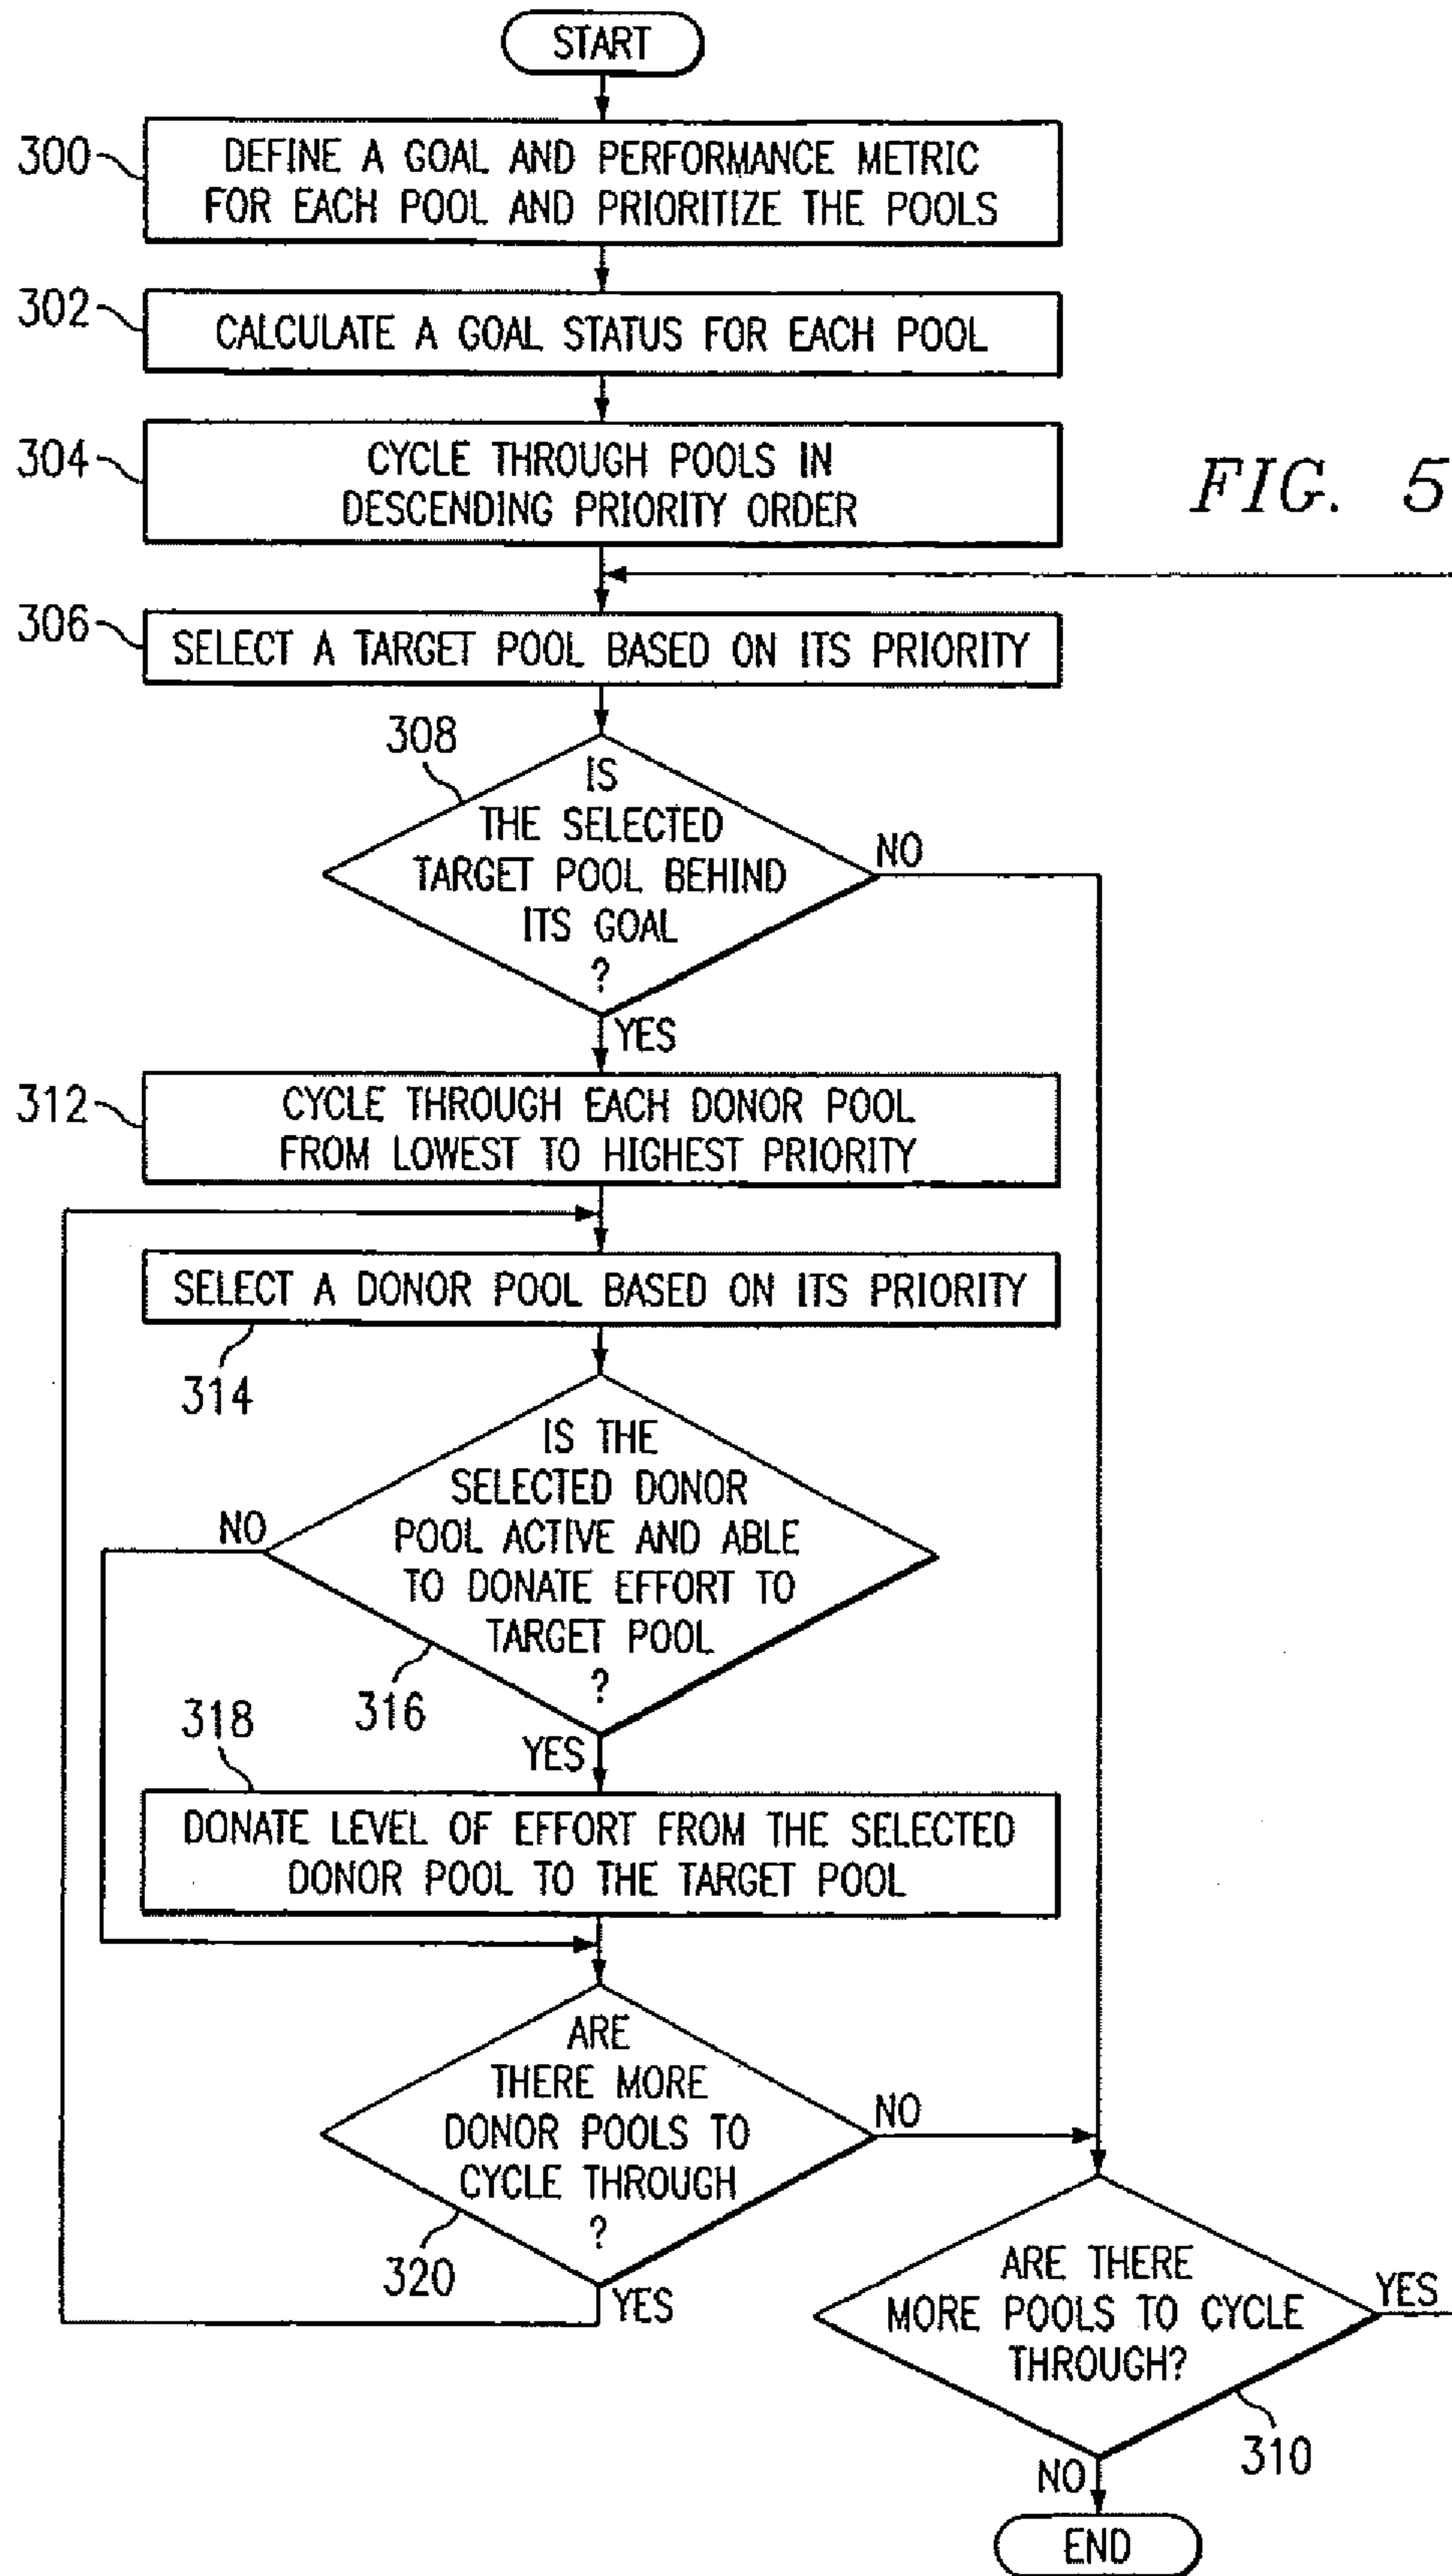 START
300
DEFINE A GOAL AND PERFORMANCE METRIC
FOR EACH POOL AND PRIORITIZE THE POOLS
302
CALCULATE A GOAL STATUS FOR EACH POOL
304
CYCLE THROUGH POOLS IN
DESCENDING PRIORITY ORDER
FIG. 5
306
SELECT A TARGET POOL BASED ON ITS PRIORITY
308
IS
THE SELECTED
TARGET POOL BEHIND
ITS GOAL
?
NO
YES
312
CYCLE THROUGH EACH DONOR POOL
FROM LOWEST TO HIGHEST PRIORITY
SELECT A DONOR POOL BASED ON ITS PRIORITY
314
IS THE
SELECTED DONOR
POOL ACTIVE AND ABLE
TO DONATE EFFORT TO
TARGET POOL
?
NO
316
YES
318
DONATE LEVEL OF EFFORT FROM THE SELECTED
DONOR POOL TO THE TARGET POOL
ARE
THERE MORE
DONOR POOLS TO
CYCLE THROUGH
?
NO
320
YES
ARE THERE
MORE POOLS TO CYCLE
THROUGH?
YES
310
NO
END